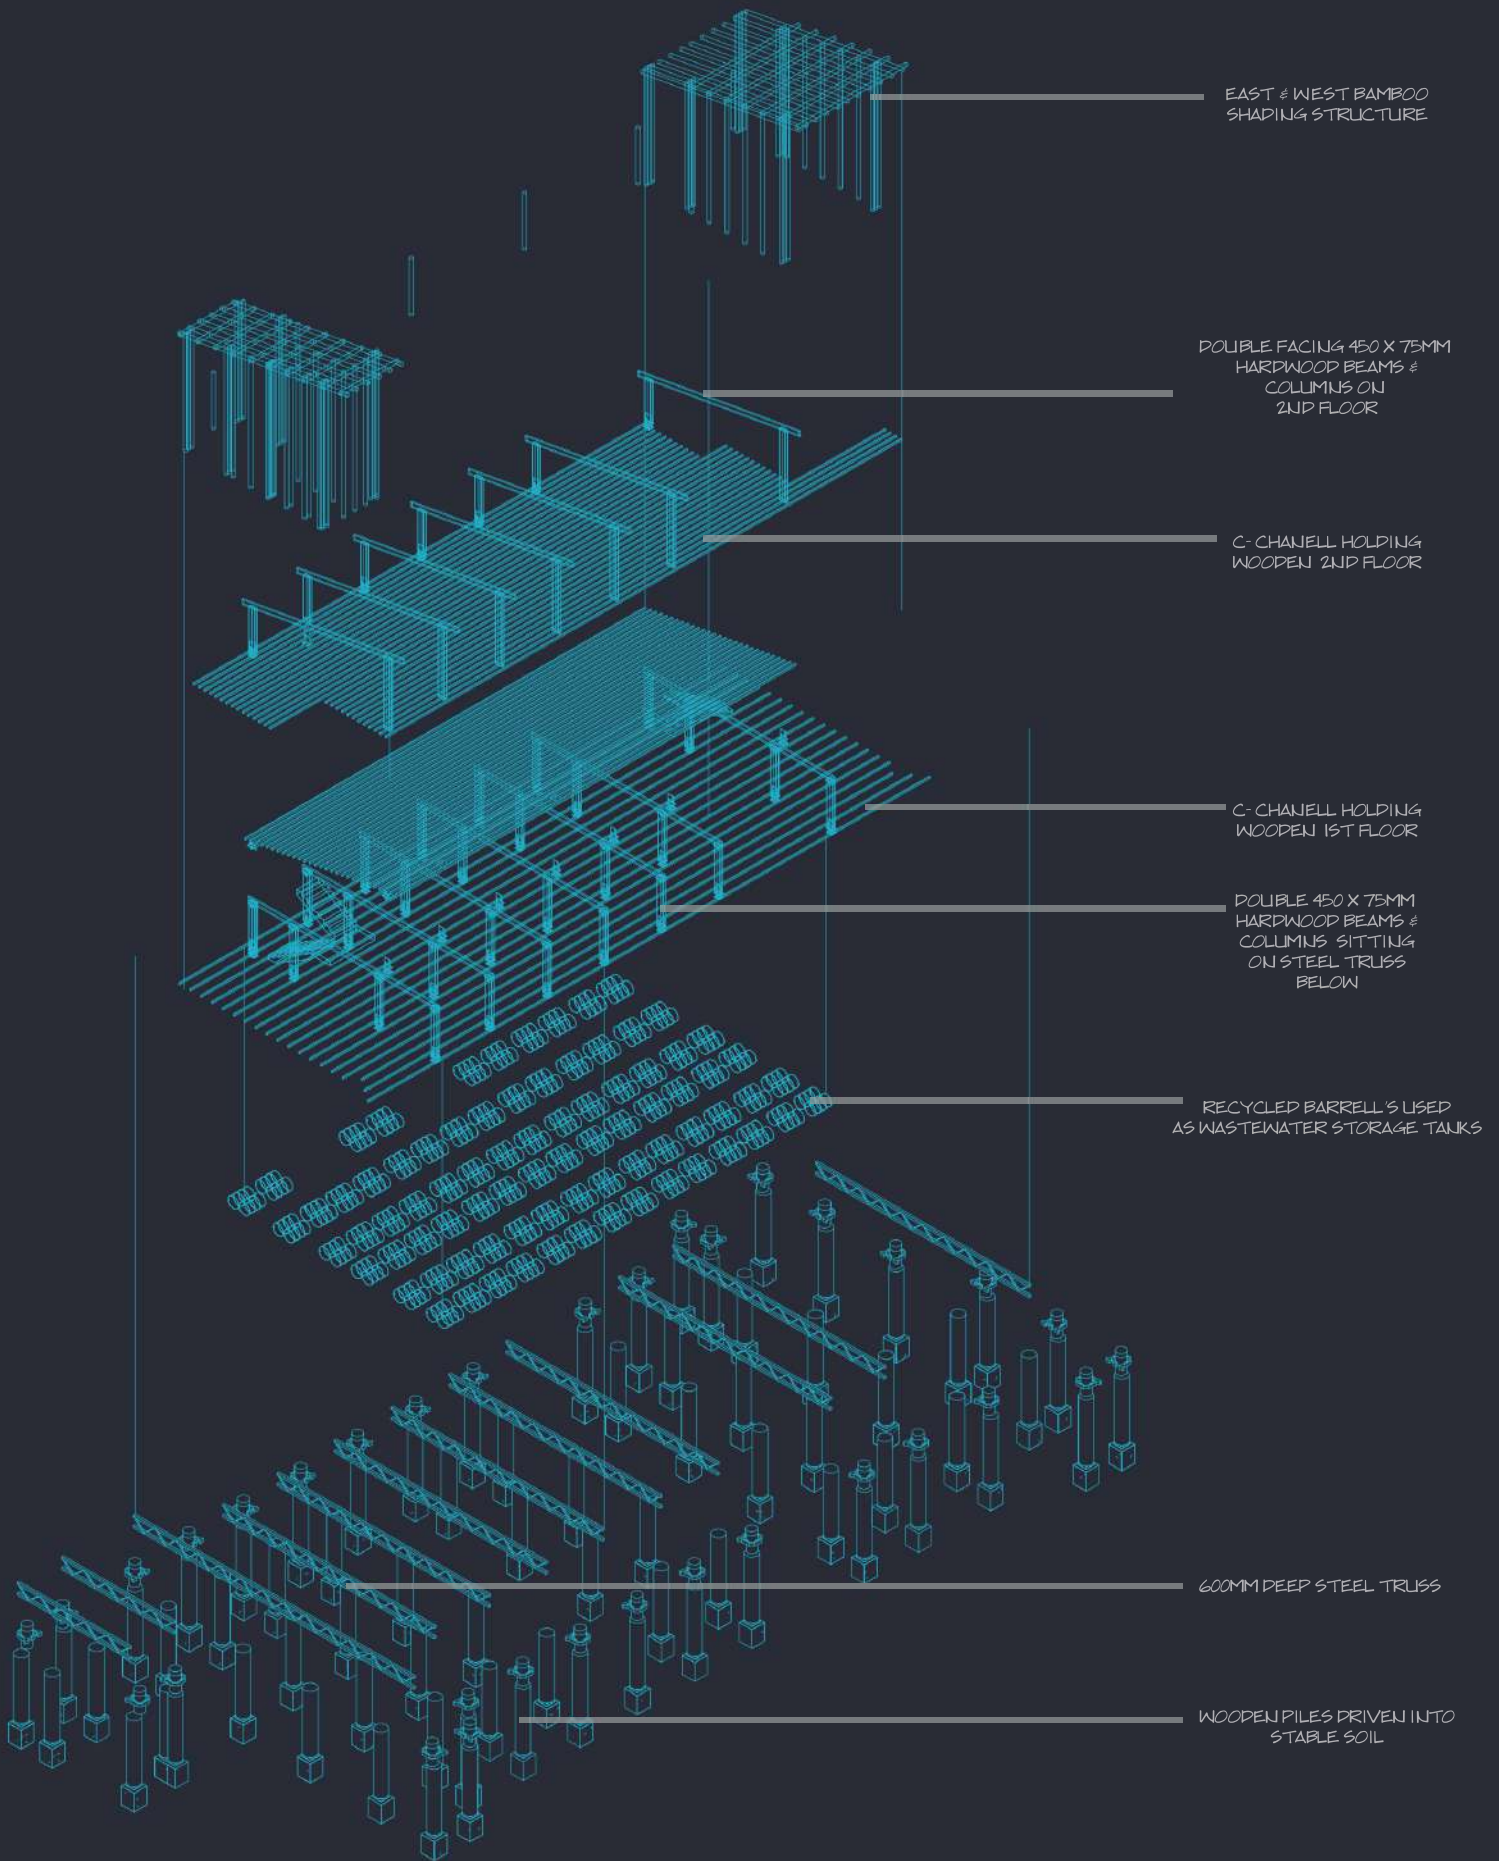 EAST & WEST BAMBOO
SHADING STRUCTURE
DOUBLE FACING 450 X 75MM
HARDWOOD BEAMS &
COLUMNS ON
2ND FLOOR
C- CHANELL HOLDING
WOODEN 2ND FLOOR
C- CHANELL HOLDING
WOODEN 1ST FLOOR
DOUBLE 450 X 75MM
HARDWOOD BEAMS &
COLUMNS SITTING
ON STEEL TRUSS
BELOW
RECYCLED BARRELL'S USED
AS WASTEWATER STORAGE TANKS
600MM DEEP STEEL TRUSS
WOODEN PILES DRIVEN INTO
STABLE SOIL